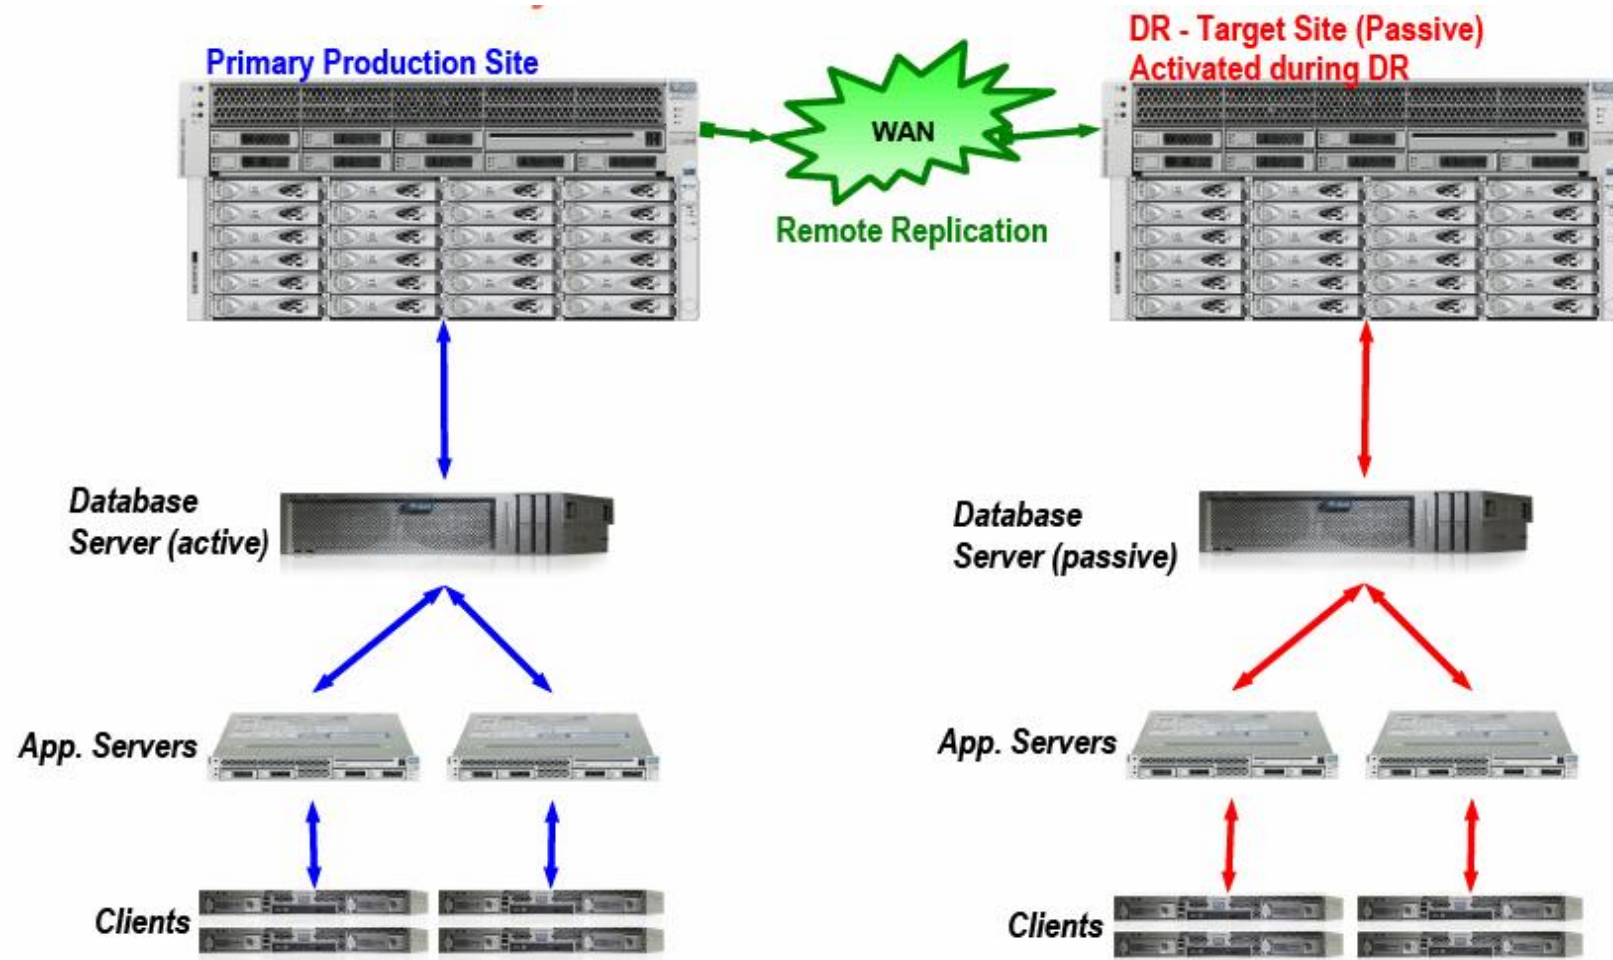 Primary Production Site
DR - Target Site (Passive)
Activated during DR
WAN
Remote Replication
Database
Server (active)
Database
Server (passive)
App. Servers
App. Servers
Clients
Clients